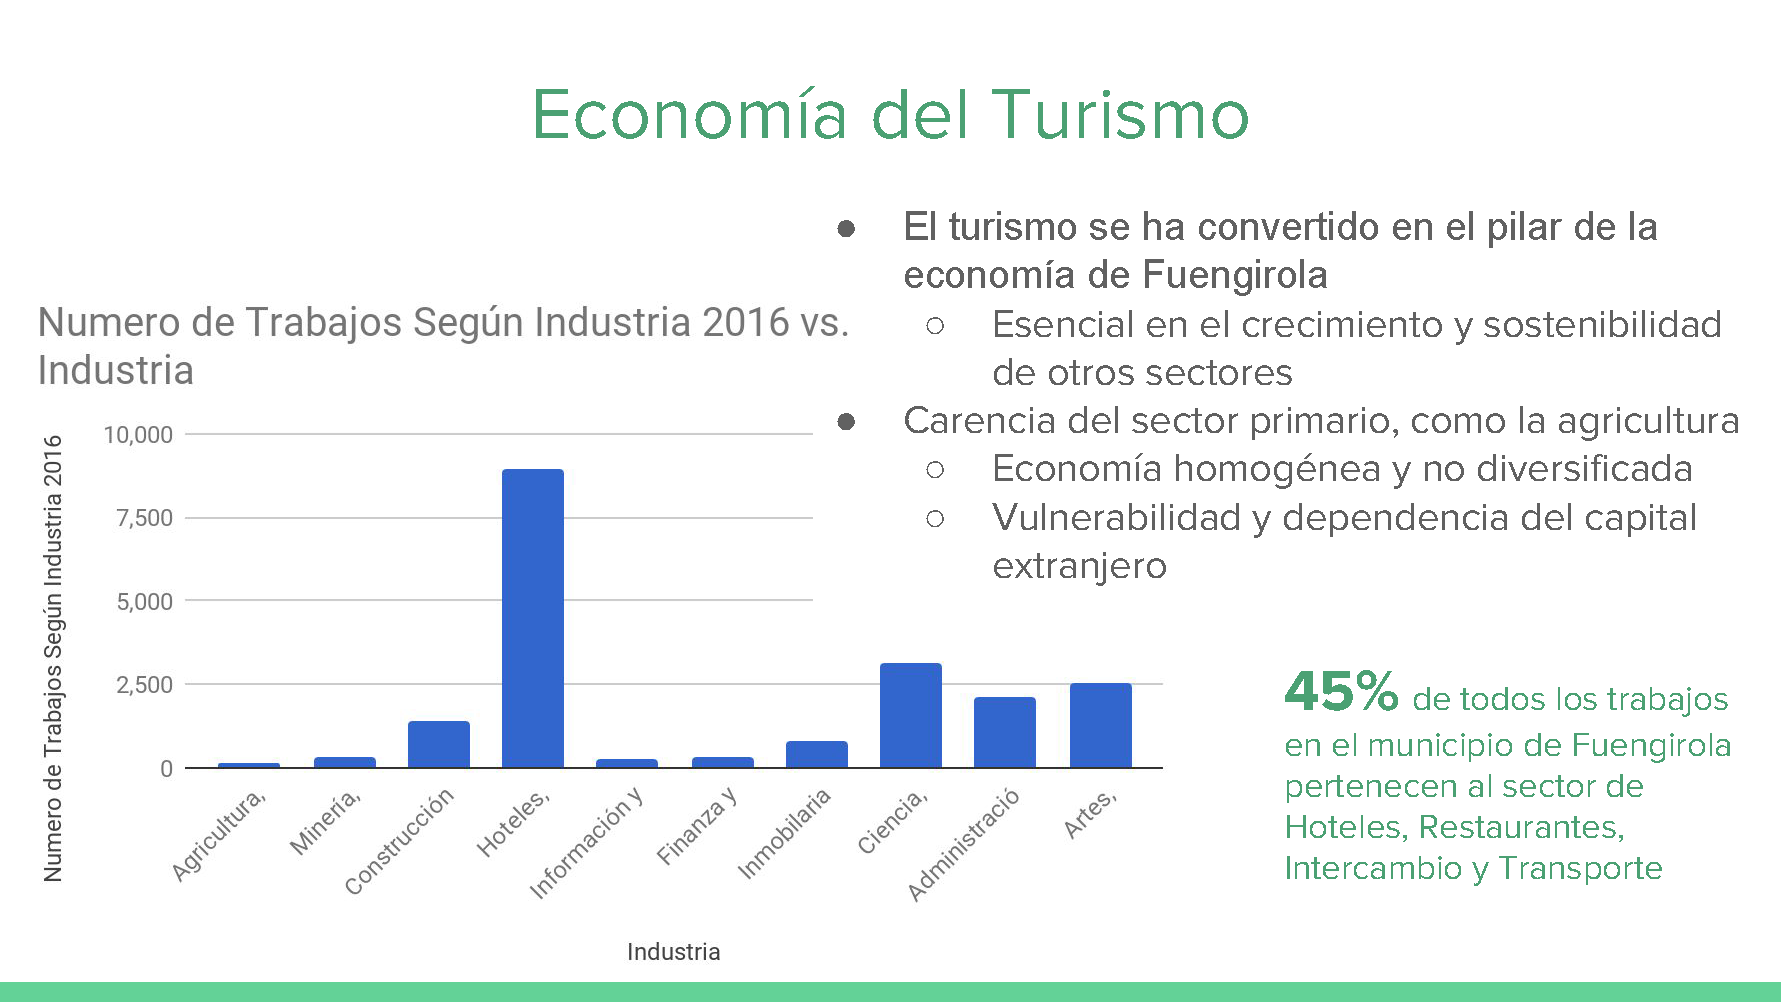 Economía del Turismo
● El turismo se ha convertido en el pilar de la
economía de Fuengirola
○ Esencial en el crecimiento y sostenibilidad
de otros sectores
● Carencia del sector primario, como la agricultura
○ Economía homogénea y no diversificada
○ Vulnerabilidad y dependencia del capital
extranjero
Numero de Trabajos Según Industria 2016 vs.
Industria
Numero de Trabajos Según Industria 2016
10,000
7,500
5,000
2,500
0
Agricultura,
Minería,
Construcción
Hoteles,
Información y
Finanza y
Inmobilaria
Ciencia,
Administració
Artes,
Industria
45% de todos los trabajos
en el municipio de Fuengirola
pertenecen al sector de
Hoteles, Restaurantes,
Intercambio y Transporte